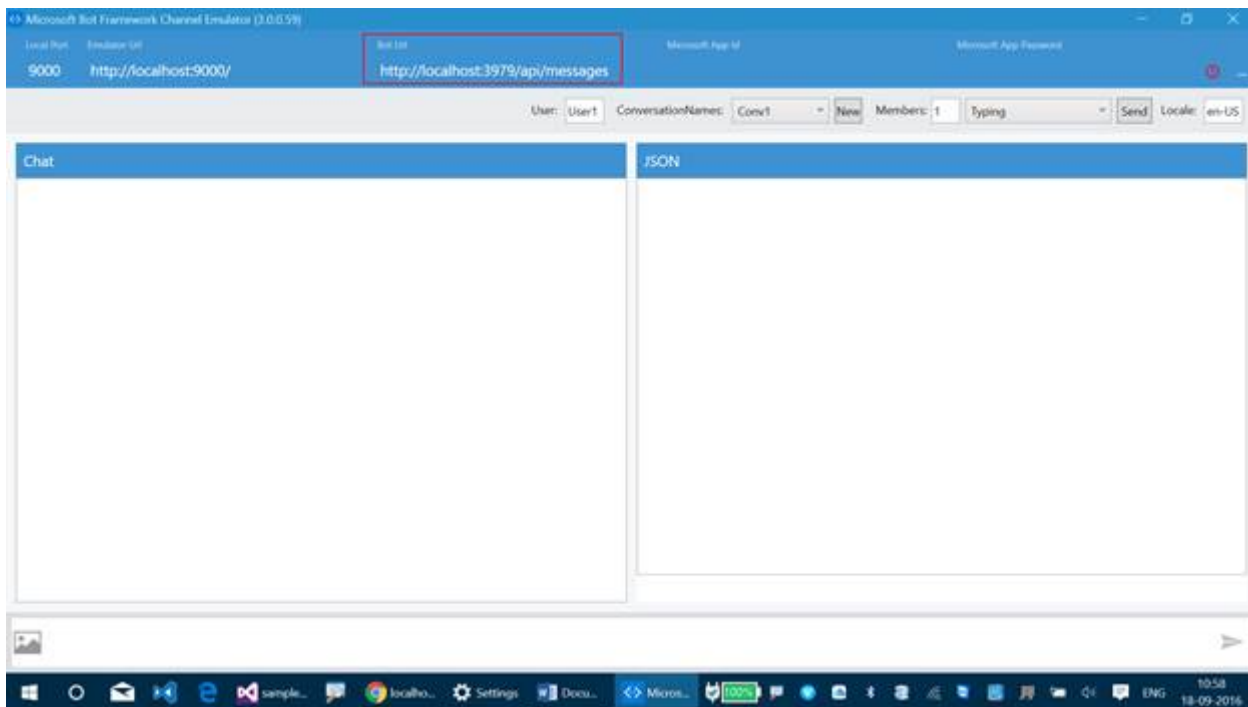 Microsoft Bot Framework Channel Emulator (3.0.0.59)
Local Port Emulator Url Bot Url Microsoft App Id Microsoft App Password
9000 http://localhost:9000/ http://localhost:3979/api/messages
User: User1 ConversationNames: Conv1 New Members: 1 Typing Send Locale: en-US
Chat JSON
sample... localho... Settings Docu... Micros... 100% ENG 10:58
18-09-2016